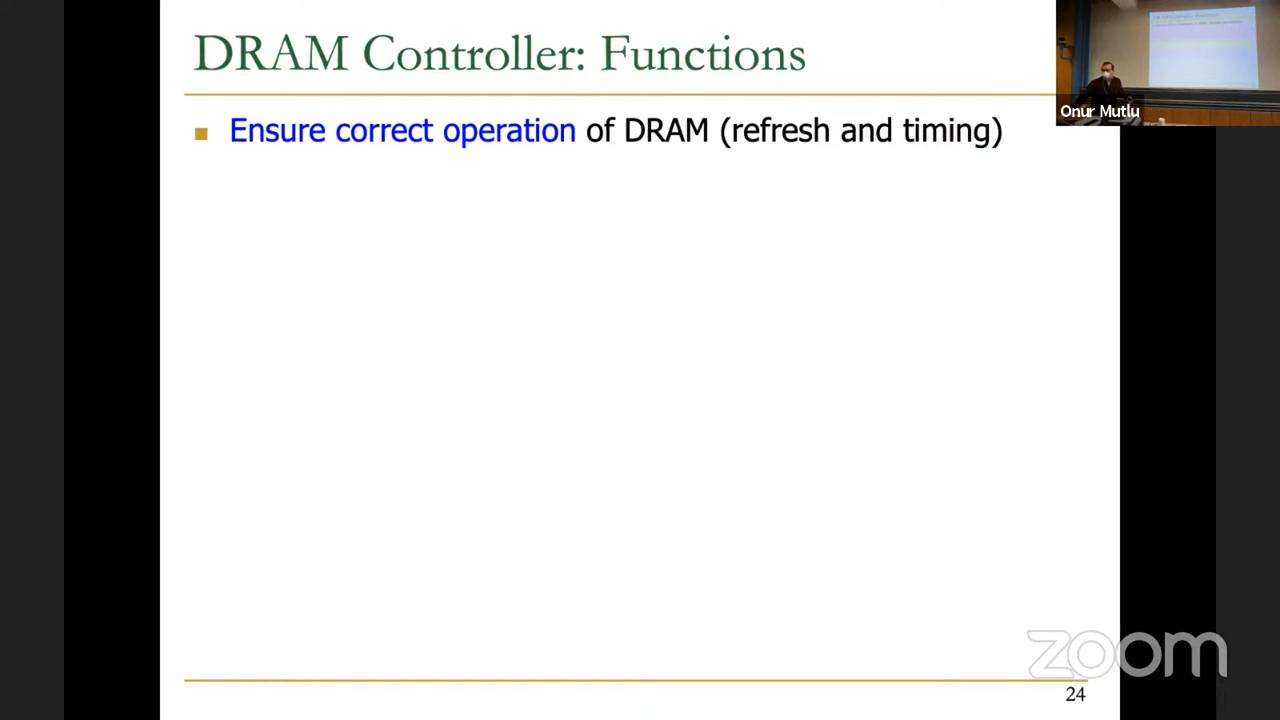 DRAM Controller: Functions
Onur Mutlu
Ensure correct operation of DRAM (refresh and timing)
zoom
24